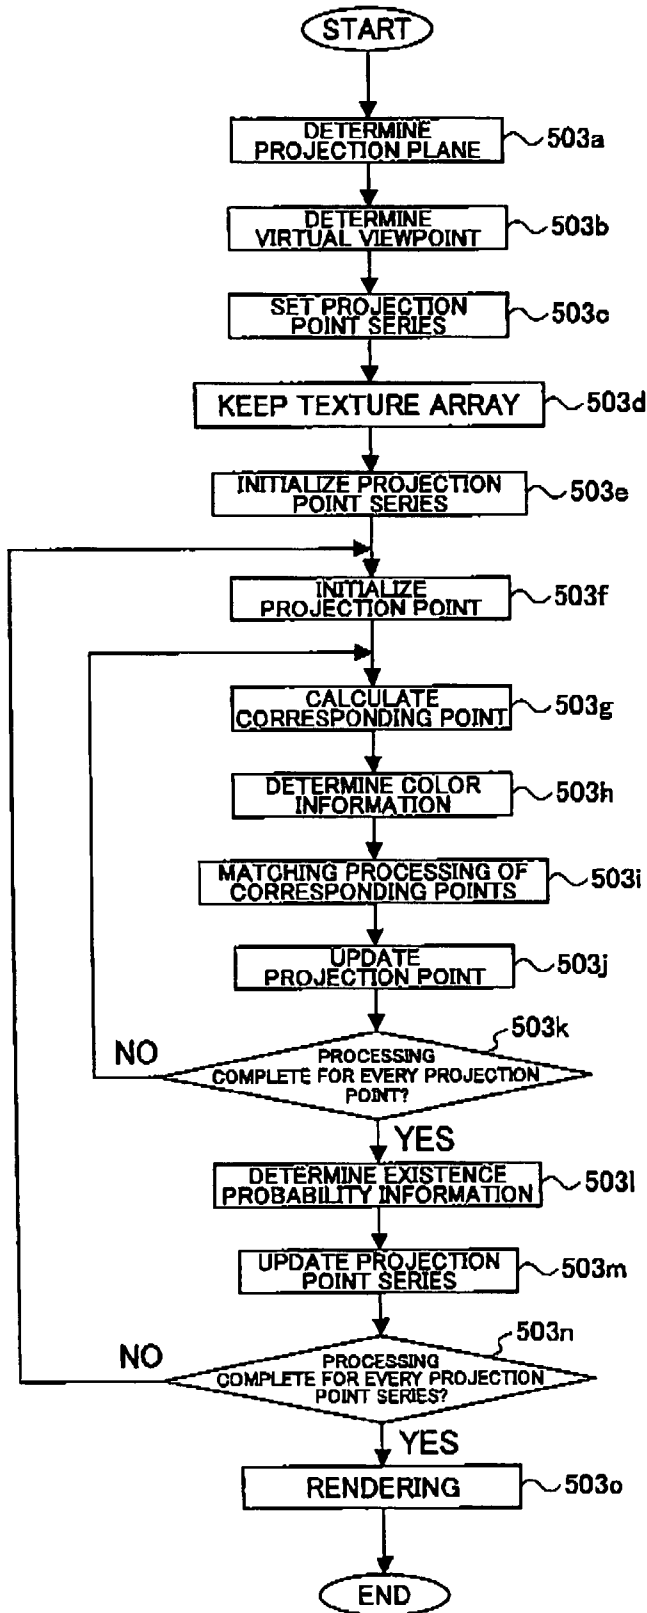 START
DETERMINE
PROJECTION PLANE
503a
DETERMINE
VIRTUAL VIEWPOINT
503b
SET PROJECTION
POINT SERIES
503c
KEEP TEXTURE ARRAY
503d
INITIALIZE PROJECTION
POINT SERIES
503e
INITIALIZE
PROJECTION POINT
503f
CALCULATE
CORRESPONDING POINT
503g
DETERMINE COLOR
INFORMATION
503h
MATCHING PROCESSING OF
CORRESPONDING POINTS
503i
UPDATE
PROJECTION POINT
503j
503k
NO
PROCESSING
COMPLETE FOR EVERY PROJECTION
POINT?
YES
DETERMINE EXISTENCE
PROBABILITY INFORMATION
503l
UPDATE PROJECTION
POINT SERIES
503m
503n
NO
PROCESSING
COMPLETE FOR EVERY PROJECTION
POINT SERIES?
YES
RENDERING
503o
END